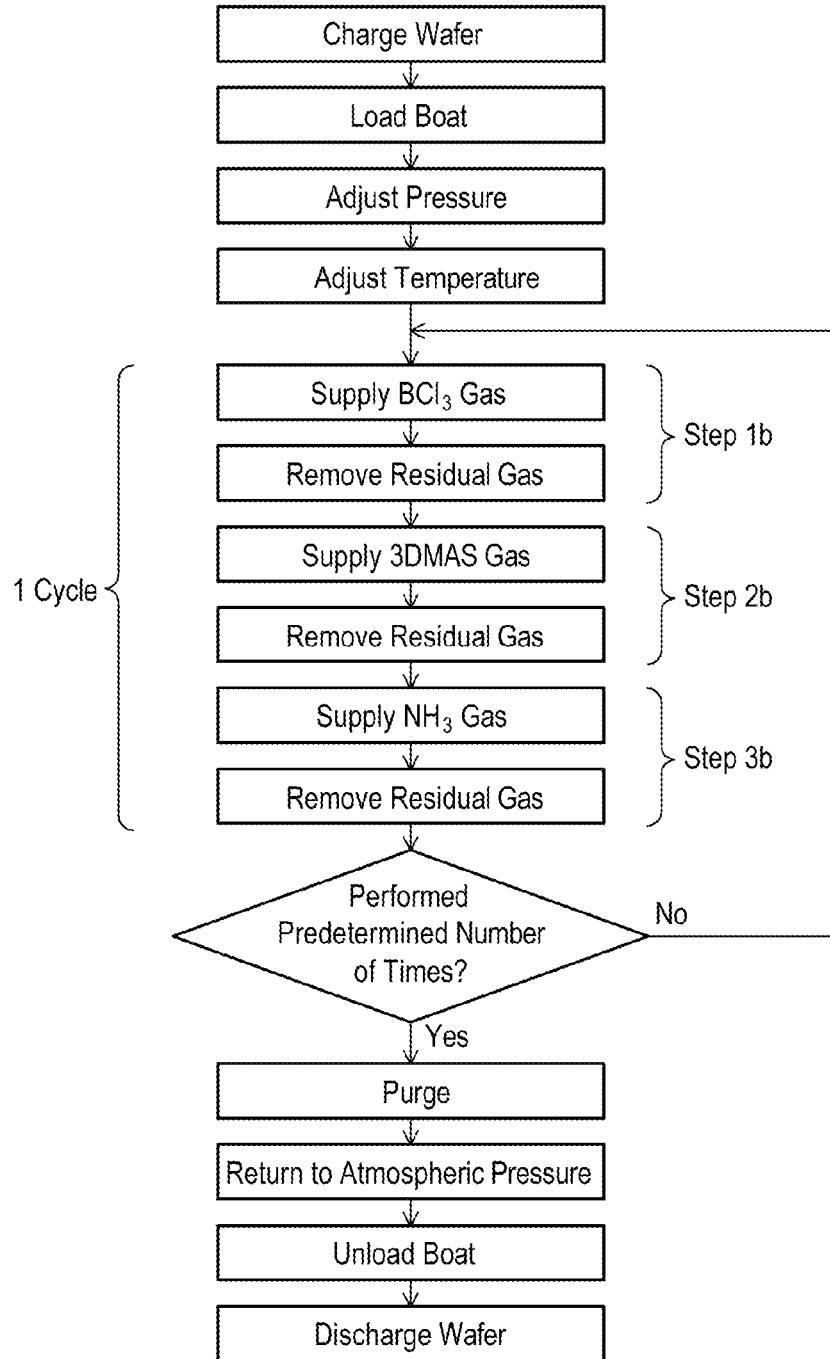 Charge Wafer
Load Boat
Adjust Pressure
Adjust Temperature
Supply BCl₃ Gas
Step 1b
Remove Residual Gas
Supply 3DMAS Gas
1 Cycle
Step 2b
Remove Residual Gas
Supply NH₃ Gas
Step 3b
Remove Residual Gas
Performed
Predetermined Number
of Times?
No
Yes
Purge
Return to Atmospheric Pressure
Unload Boat
Discharge Wafer